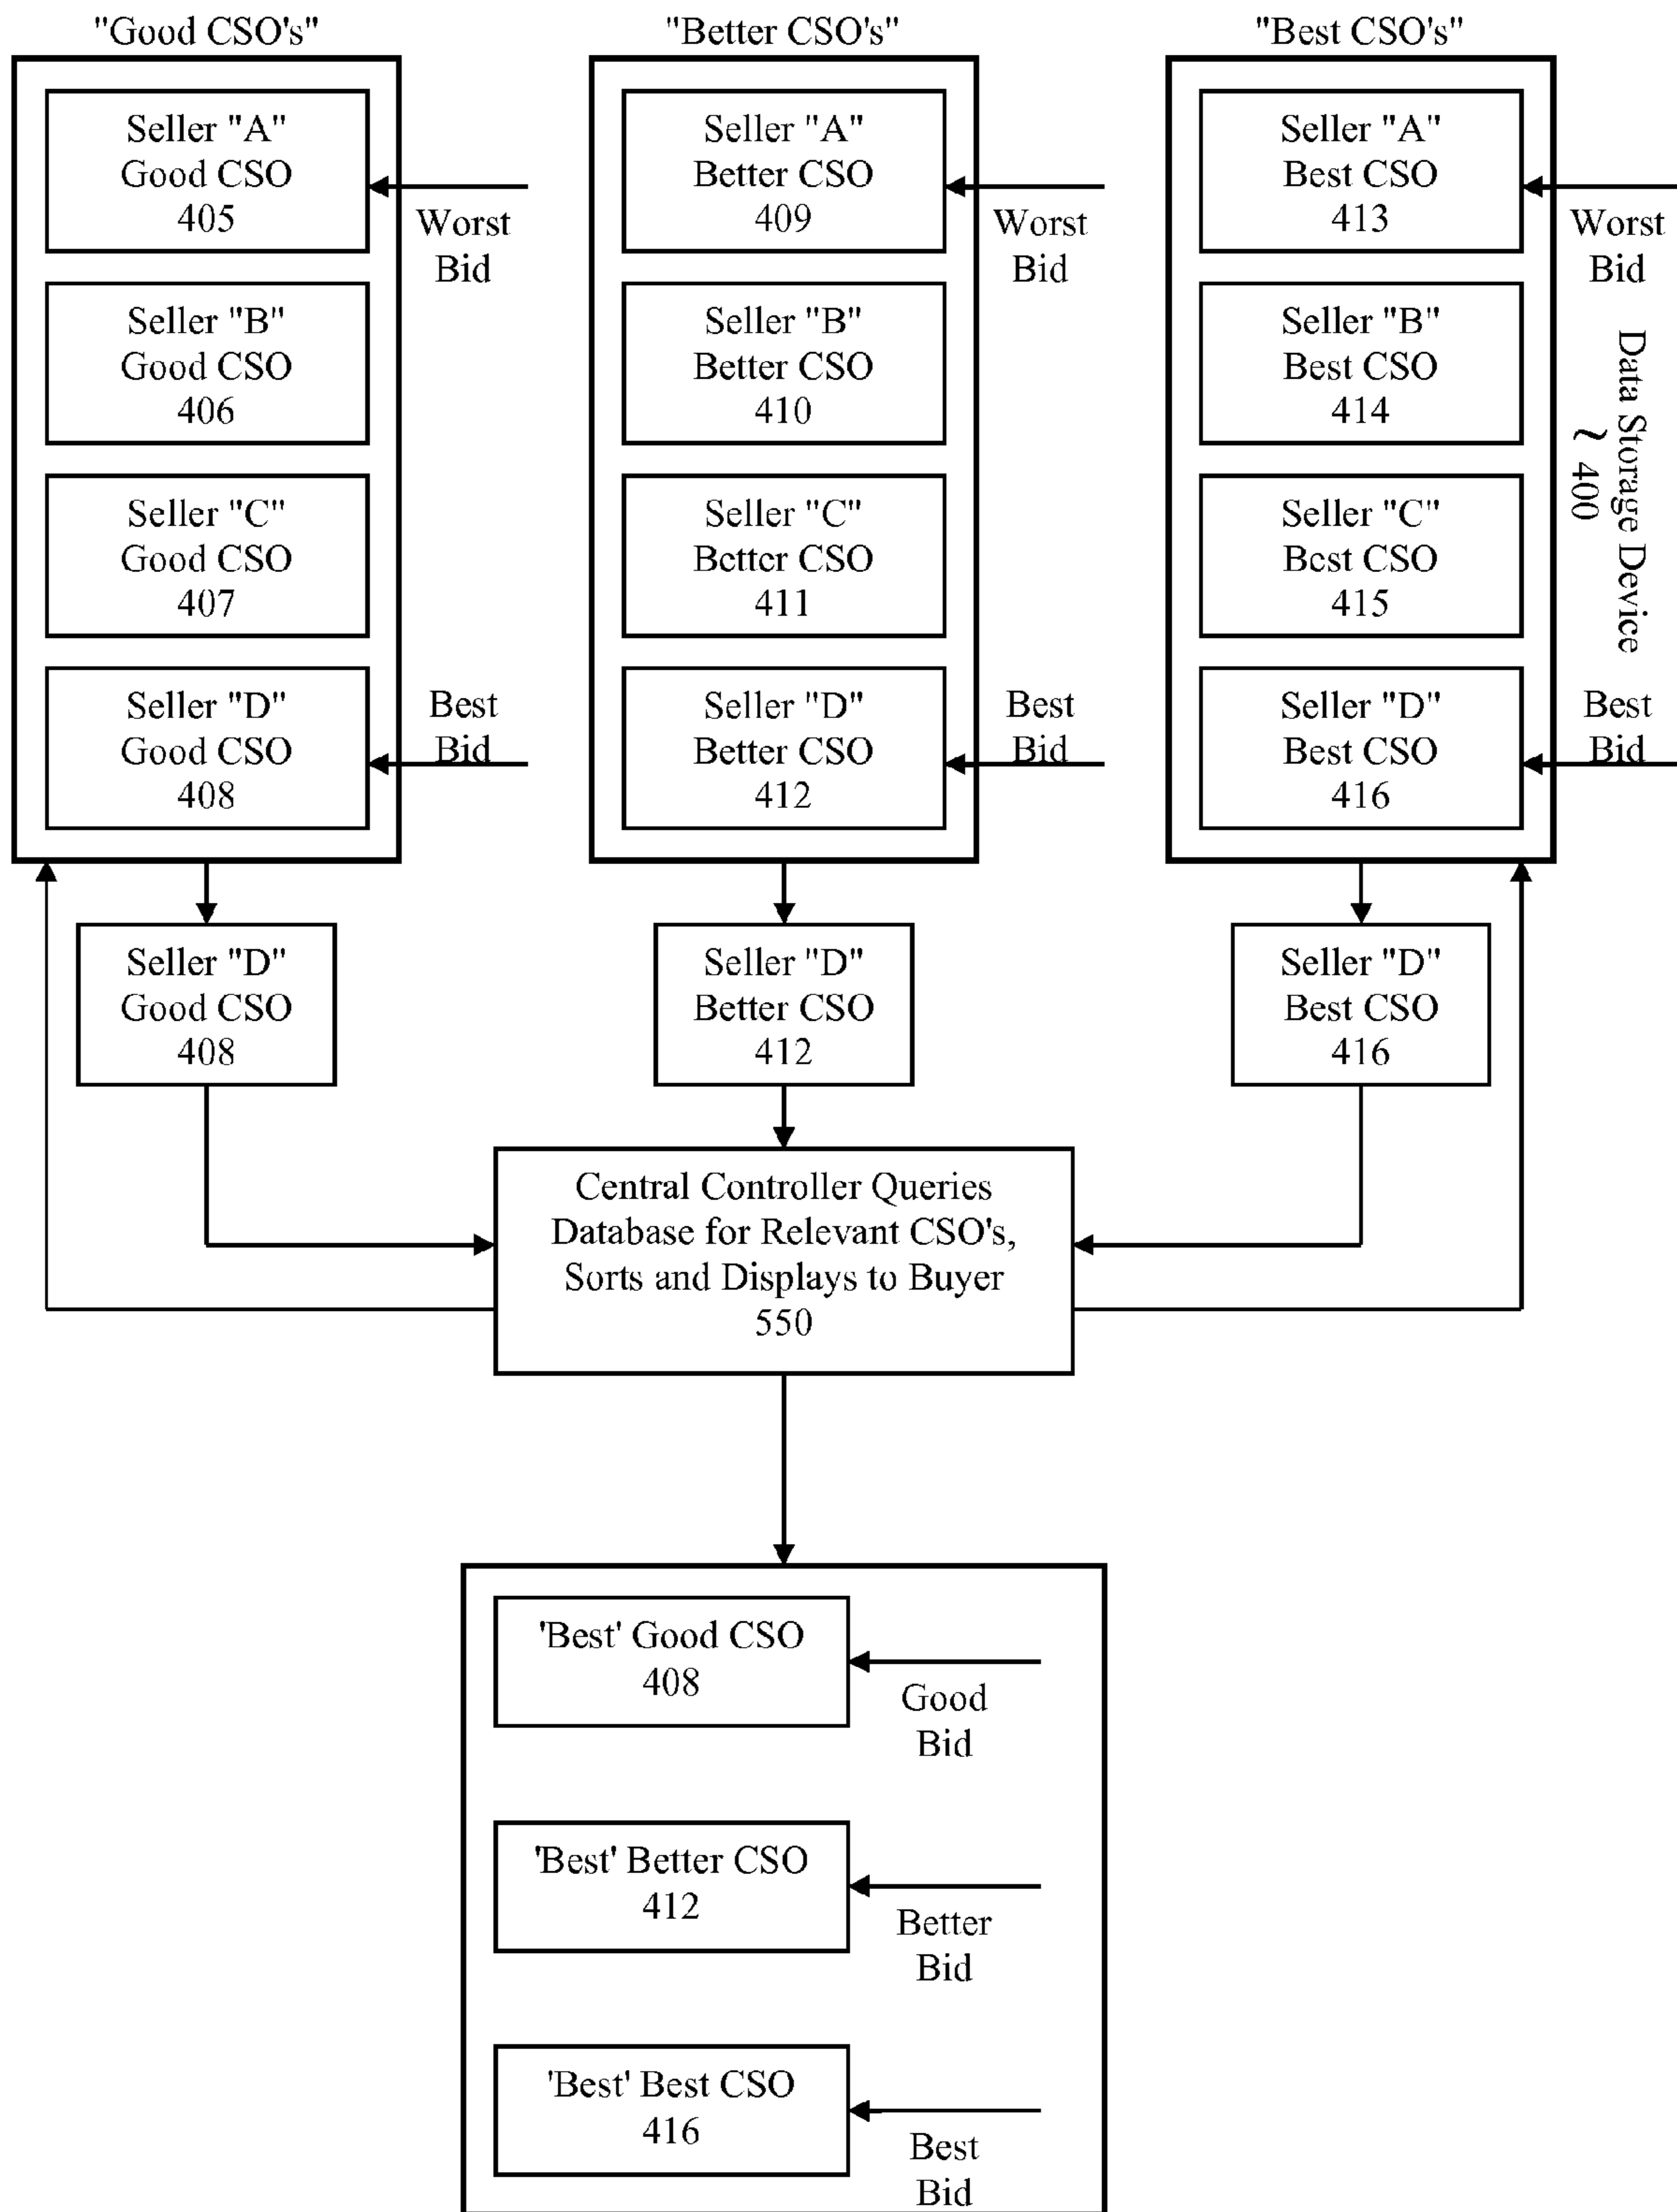 "Good CSO's"
Seller "A"
Good CSO
405
Worst
Bid
Seller "B"
Good CSO
406
Seller "C"
Good CSO
407
Seller "D"
Good CSO
408
Best
Bid
"Better CSO's"
Seller "A"
Better CSO
409
Worst
Bid
Seller "B"
Better CSO
410
Seller "C"
Better CSO
411
Seller "D"
Better CSO
412
Best
Bid
"Best CSO's"
Seller "A"
Best CSO
413
Worst
Bid
Seller "B"
Best CSO
414
Seller "C"
Best CSO
415
Seller "D"
Best CSO
416
Best
Bid
Data Storage Device
~ 400
Seller "D"
Good CSO
408
Seller "D"
Better CSO
412
Seller "D"
Best CSO
416
Central Controller Queries
Database for Relevant CSO's,
Sorts and Displays to Buyer
550
'Best' Good CSO
408
Good
Bid
'Best' Better CSO
412
Better
Bid
'Best' Best CSO
416
Best
Bid